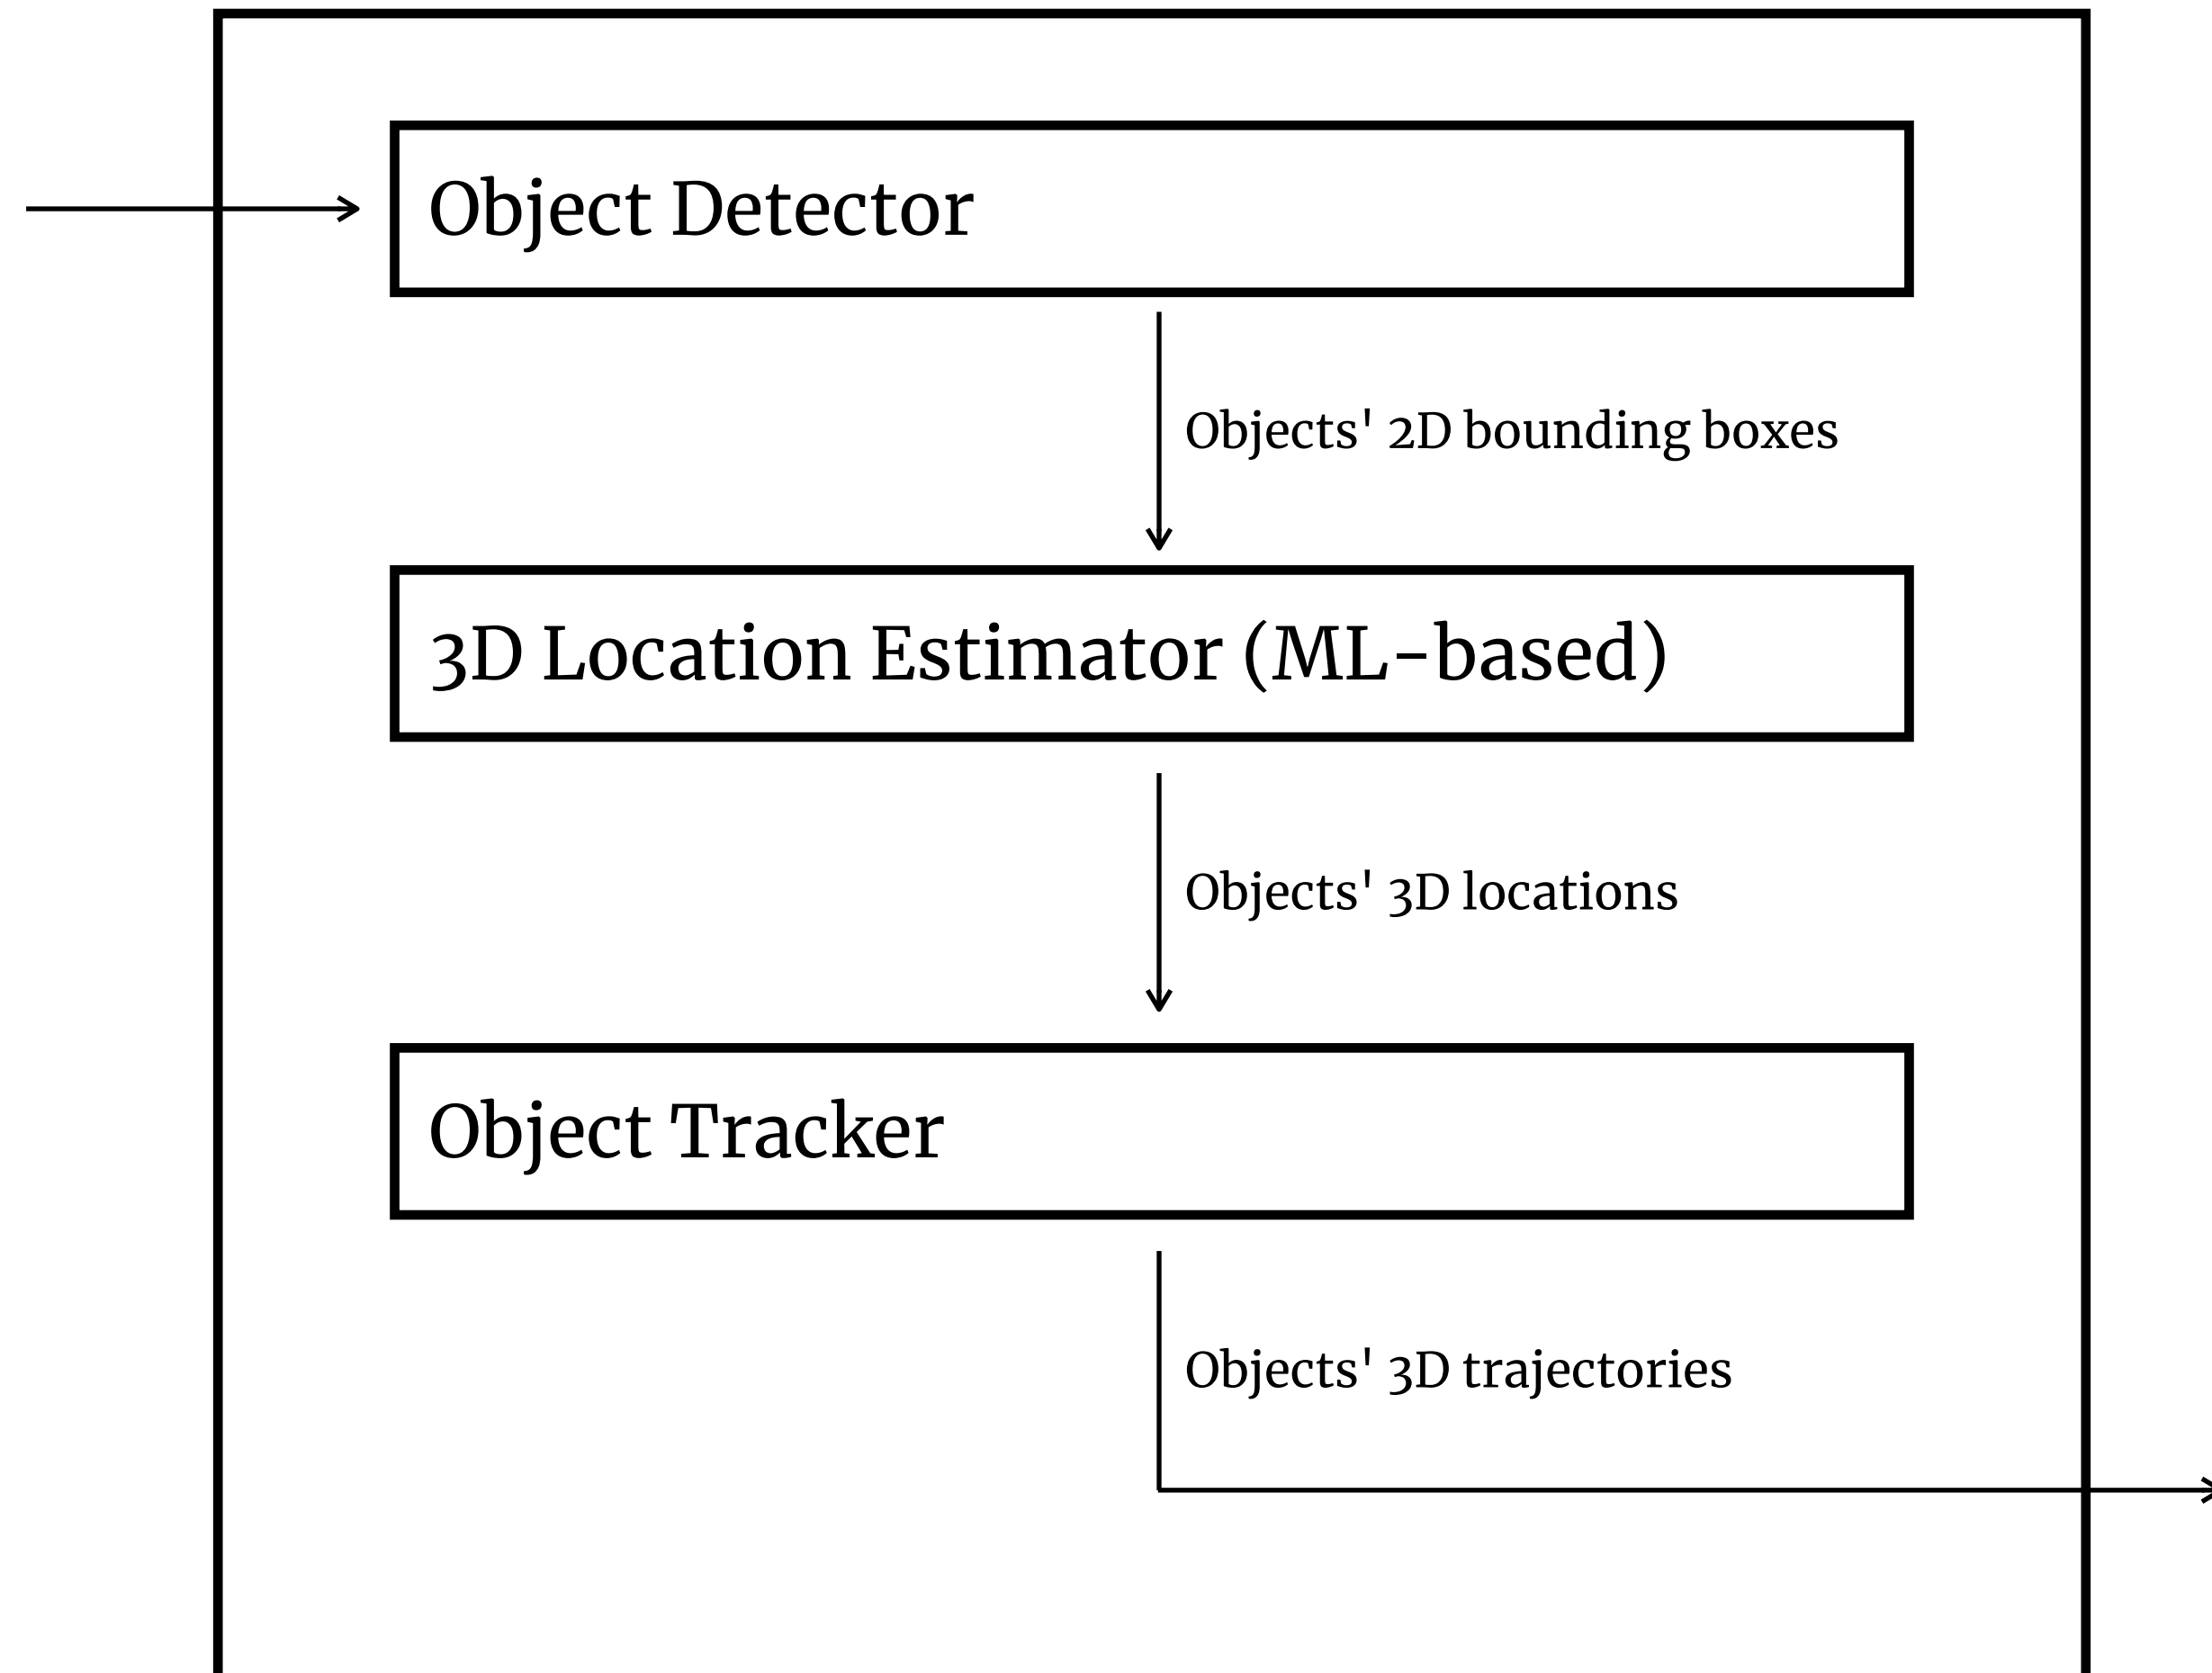 Object Detector
Objects' 2D bounding boxes
3D Location Estimator (ML-based)
Objects' 3D locations
Object Tracker
Objects' 3D trajectories